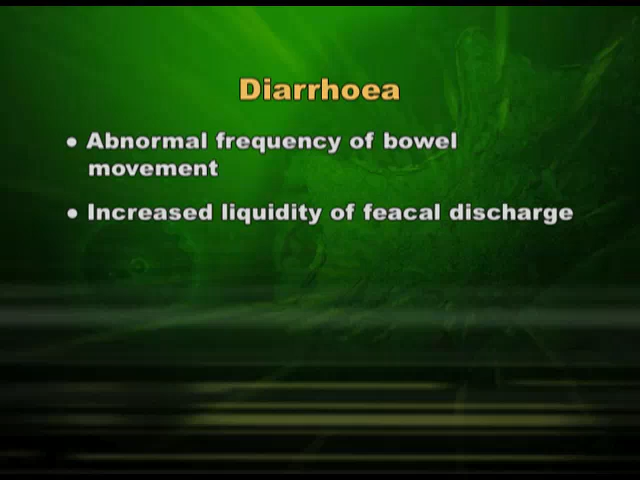 Diarrhoea
● Abnormal frequency of bowel
movement
● Increased liquidity of feacal discharge